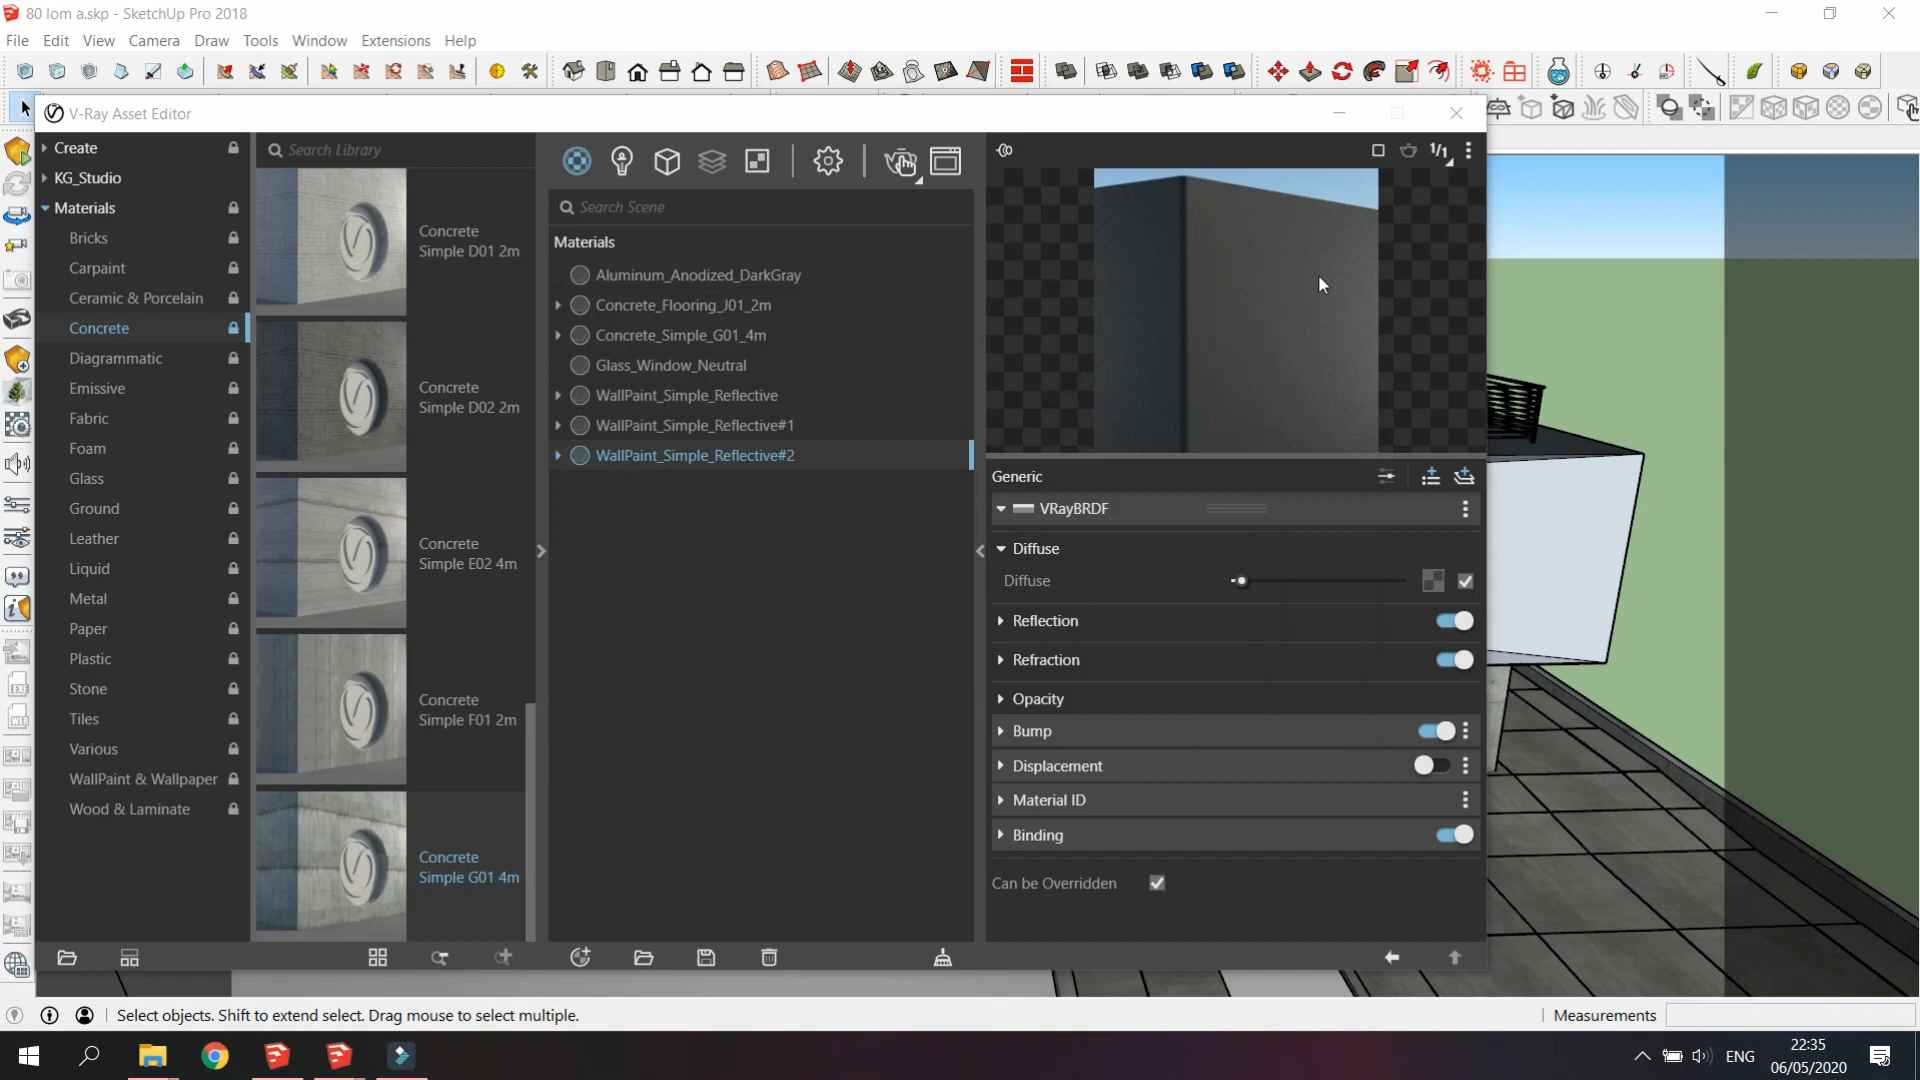 80 lom a.skp - SketchUp Pro 2018
File Edit View Camera Draw Tools Window Extensions Help
V-Ray Asset Editor
Create
KG_Studio
Materials
Bricks
Carpaint
Ceramic & Porcelain
Concrete
Diagrammatic
Emissive
Fabric
Foam
Glass
Ground
Leather
Liquid
Metal
Paper
Plastic
Stone
Tiles
Various
WallPaint & Wallpaper
Wood & Laminate
Search Library
Concrete
Simple D01 2m
Concrete
Simple D02 2m
Concrete
Simple E02 4m
Concrete
Simple F01 2m
Concrete
Simple G01 4m
Search Scene
Materials
Aluminum_Anodized_DarkGray
Concrete_Flooring_J01_2m
Concrete_Simple_G01_4m
Glass_Window_Neutral
WallPaint_Simple_Reflective
WallPaint_Simple_Reflective#1
WallPaint_Simple_Reflective#2
1/1
Generic
VRayBRDF
Diffuse
Diffuse
Reflection
Refraction
Opacity
Bump
Displacement
Material ID
Binding
Can be Overridden
Select objects. Shift to extend select. Drag mouse to select multiple.
Measurements
ENG
22:35
06/05/2020